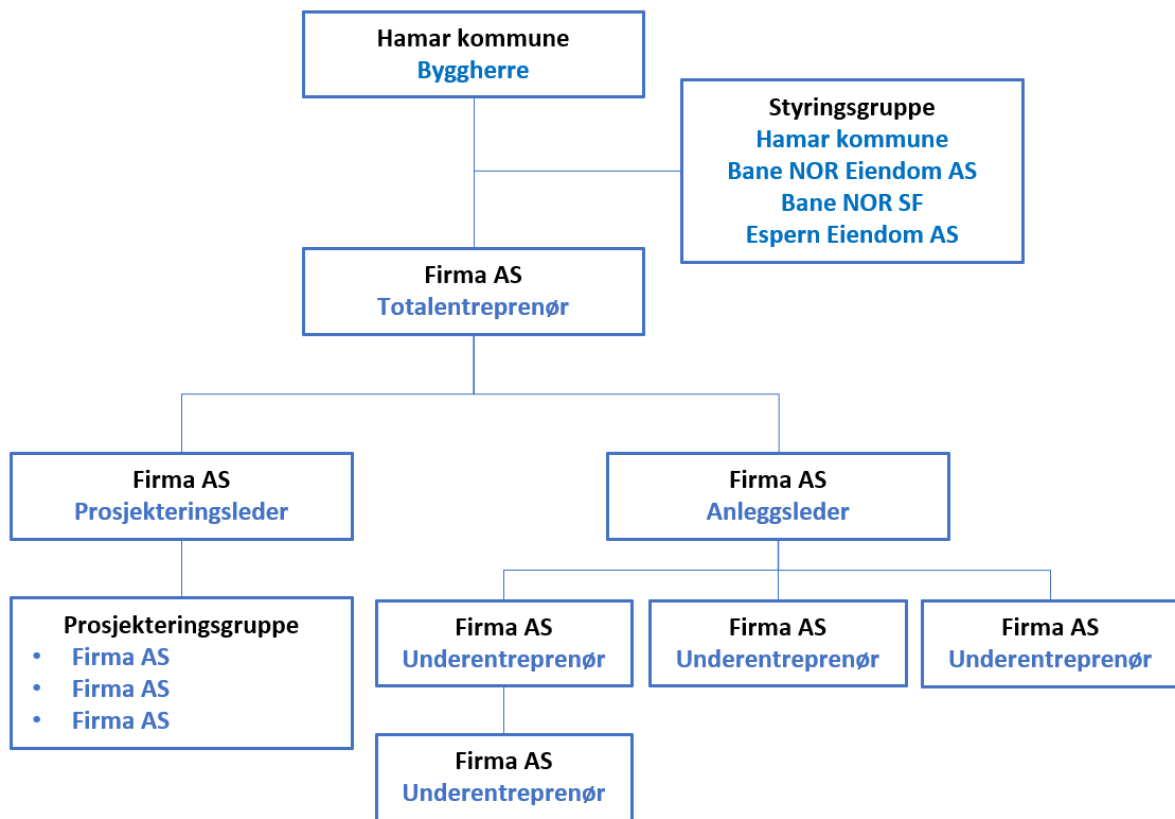 Hamar kommune
Byggherre
Styringsgruppe
Hamar kommune
Bane NOR Eiendom AS
Bane NOR SF
Espern Eiendom AS
Firma AS
Totalentreprenør
Firma AS
Prosjekteringsleder
Firma AS
Anleggsleder
Prosjekteringsgruppe
• Firma AS
• Firma AS
• Firma AS
Firma AS
Underentreprenør
Firma AS
Underentreprenør
Firma AS
Underentreprenør
Firma AS
Underentreprenør